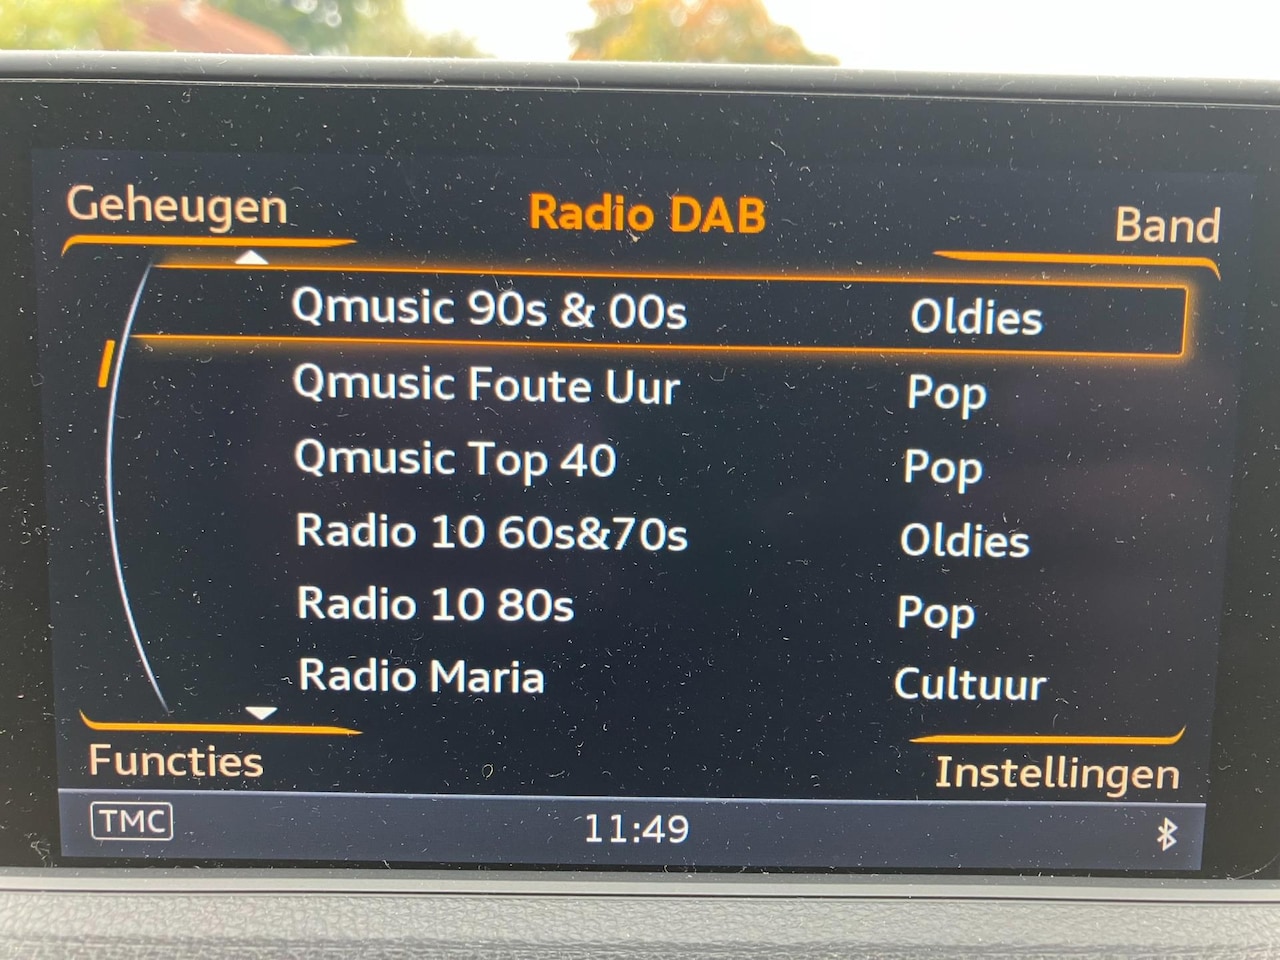 Geheugen
Radio DAB
Band
Qmusic 90s & 00s Oldies
Qmusic Foute Uur Pop
Qmusic Top 40 Pop
Radio 10 60s&70s Oldies
Radio 10 80s Pop
Radio Maria Cultuur
Functies
Instellingen
TMC
11:49